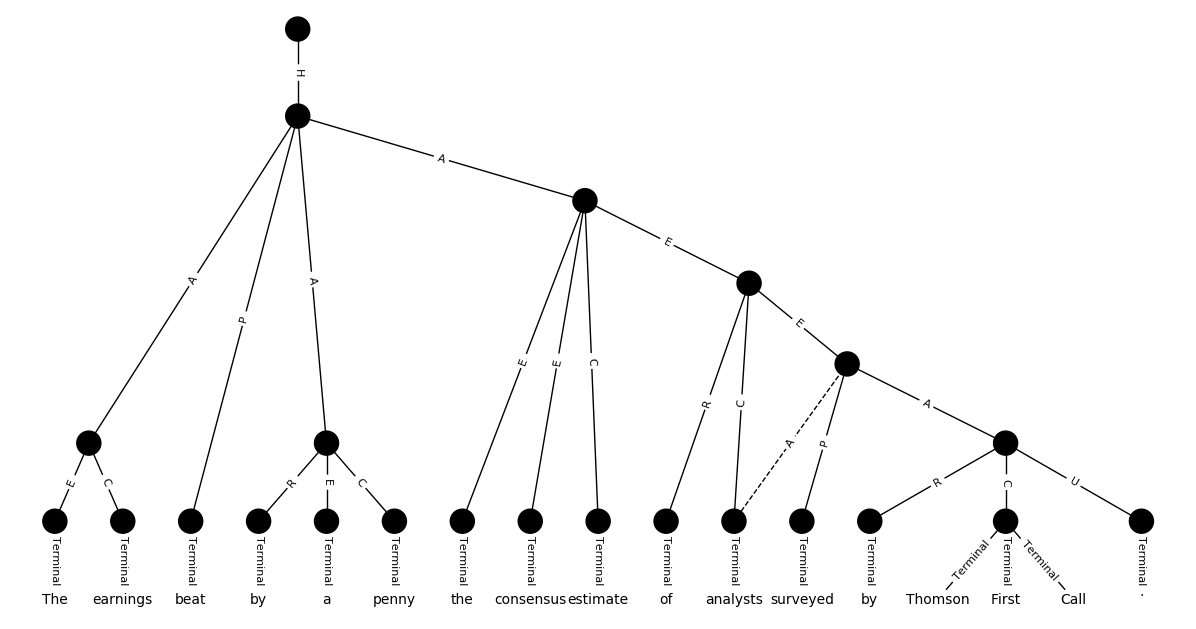 H
A
A
P
A
E
E
E
C
E
R
C
A
P
A
E
C
R
E
C
R
C
U
Terminal Terminal Terminal Terminal Terminal Terminal Terminal Terminal Terminal Terminal Terminal Terminal Terminal Terminal Terminal Terminal Terminal
The earnings beat by a penny the consensus estimate of analysts surveyed by Thomson First Call .